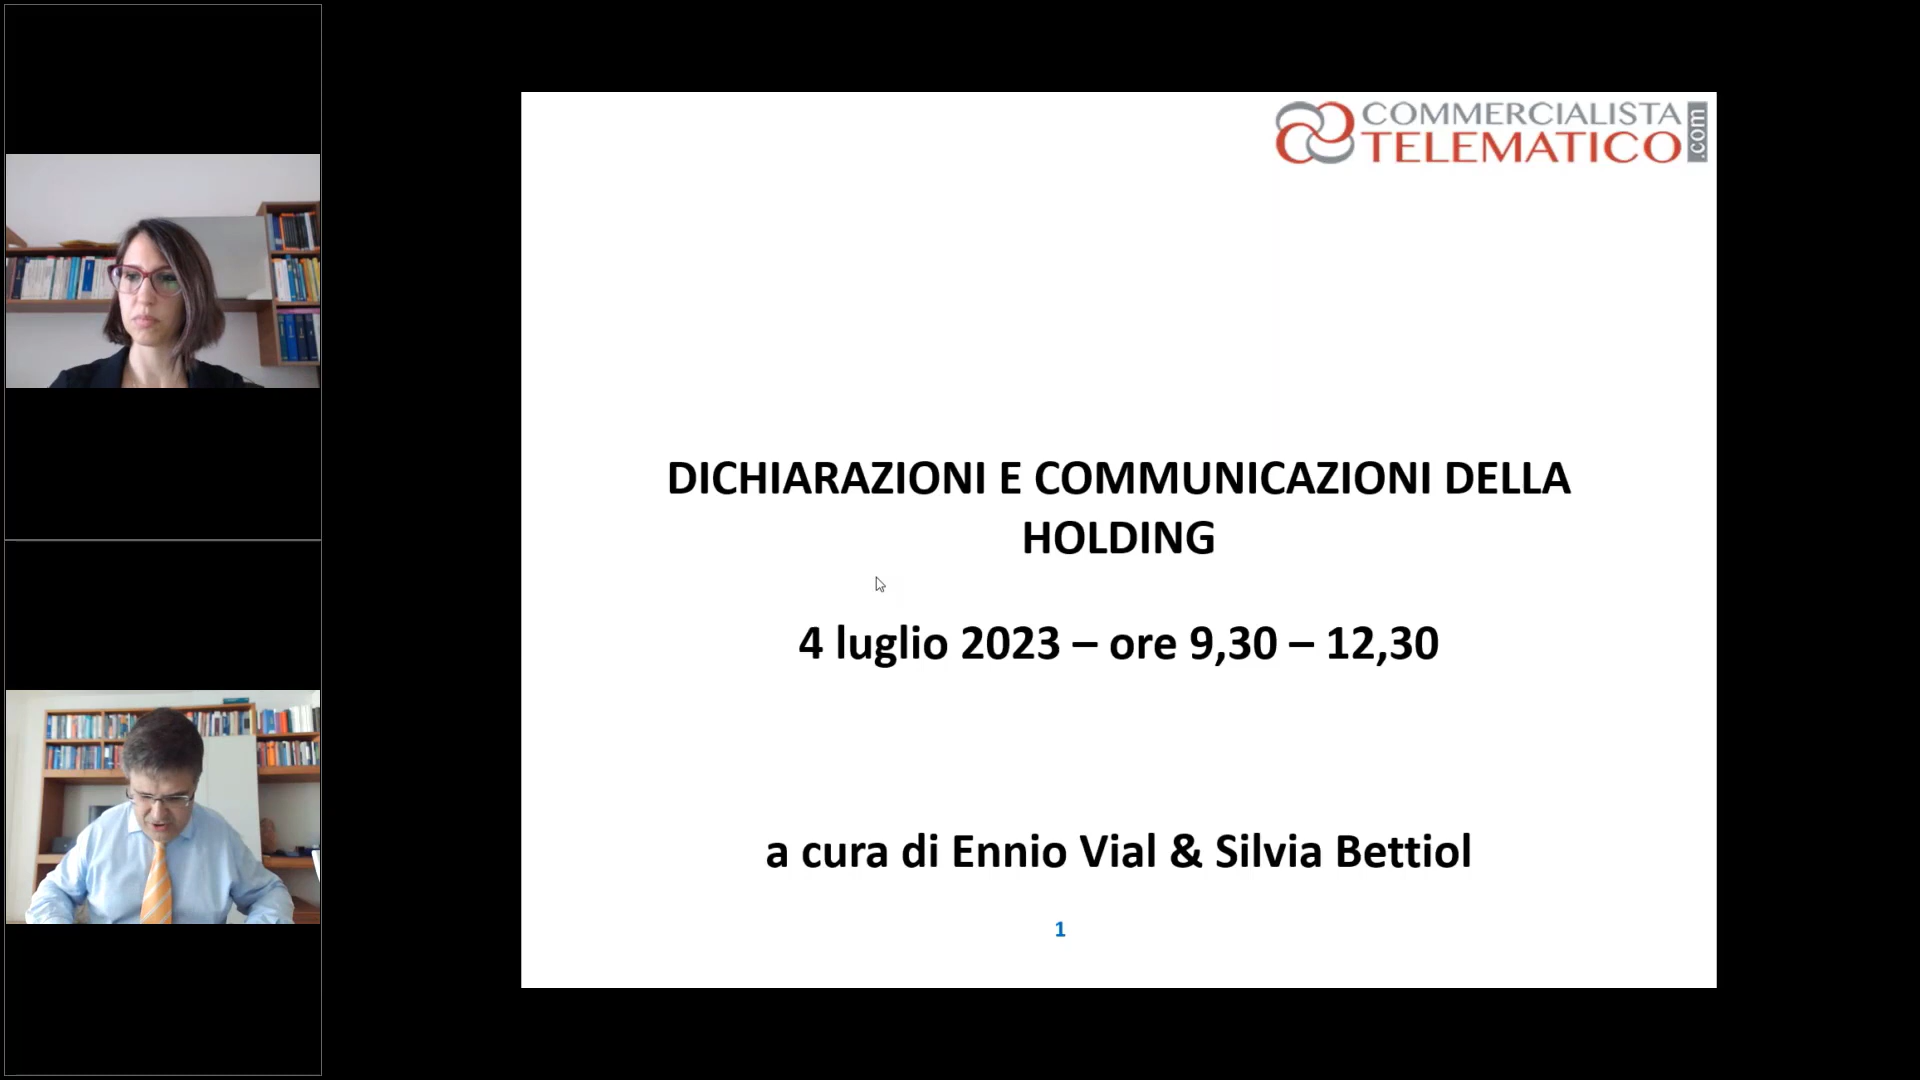 COMMERCIALISTA
TELEMATICO
.com
DICHIARAZIONI E COMMUNICAZIONI DELLA
HOLDING
4 luglio 2023 – ore 9,30 – 12,30
a cura di Ennio Vial & Silvia Bettiol
1